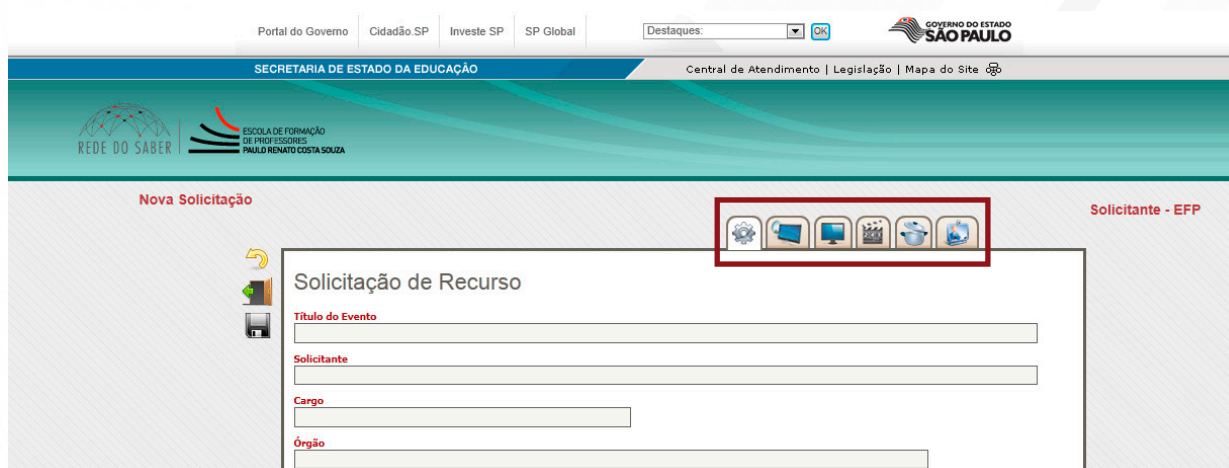 Portal do Governo Cidadão.SP Investe SP SP Global Destaques: OK GOVERNO DO ESTADO
SÃO PAULO
SECRETARIA DE ESTADO DA EDUCAÇÃO Central de Atendimento | Legislação | Mapa do Site
REDE DO SABER
ESCOLA DE FORMAÇÃO
DE PROFESSORES
PAULO RENATO COSTA SOUZA
Nova Solicitação
Solicitante - EFP
Solicitação de Recurso
Título do Evento
Solicitante
Cargo
Órgão